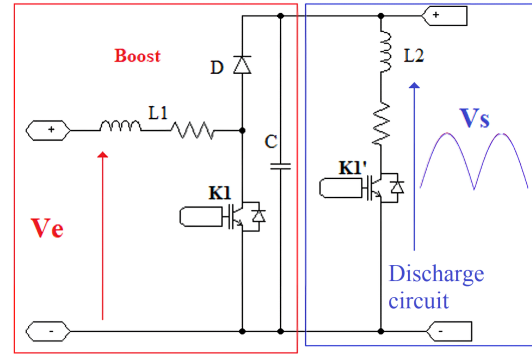 +
Boost
D
L2
L1
+
C
Vs
K1'
K1
Ve
Discharge
circuit
-
-